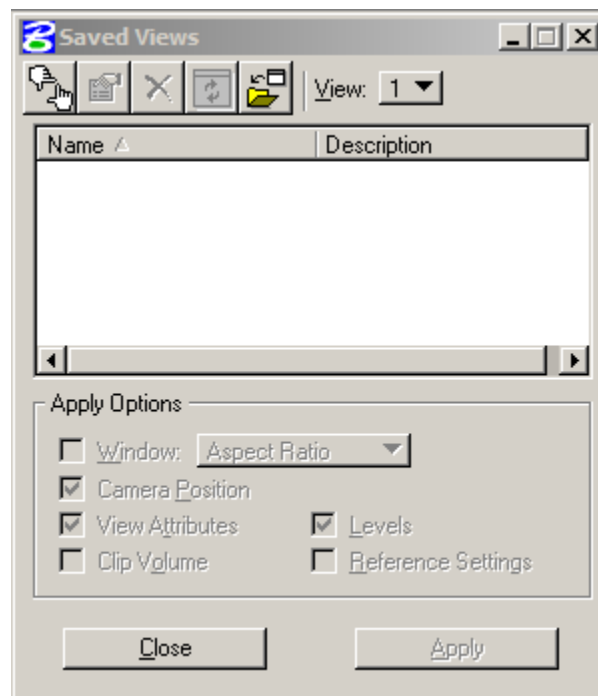 Saved Views
View: 1
Name Description
Apply Options
Window: Aspect Ratio
Camera Position
View Attributes Levels
Clip Volume Reference Settings
Close Apply